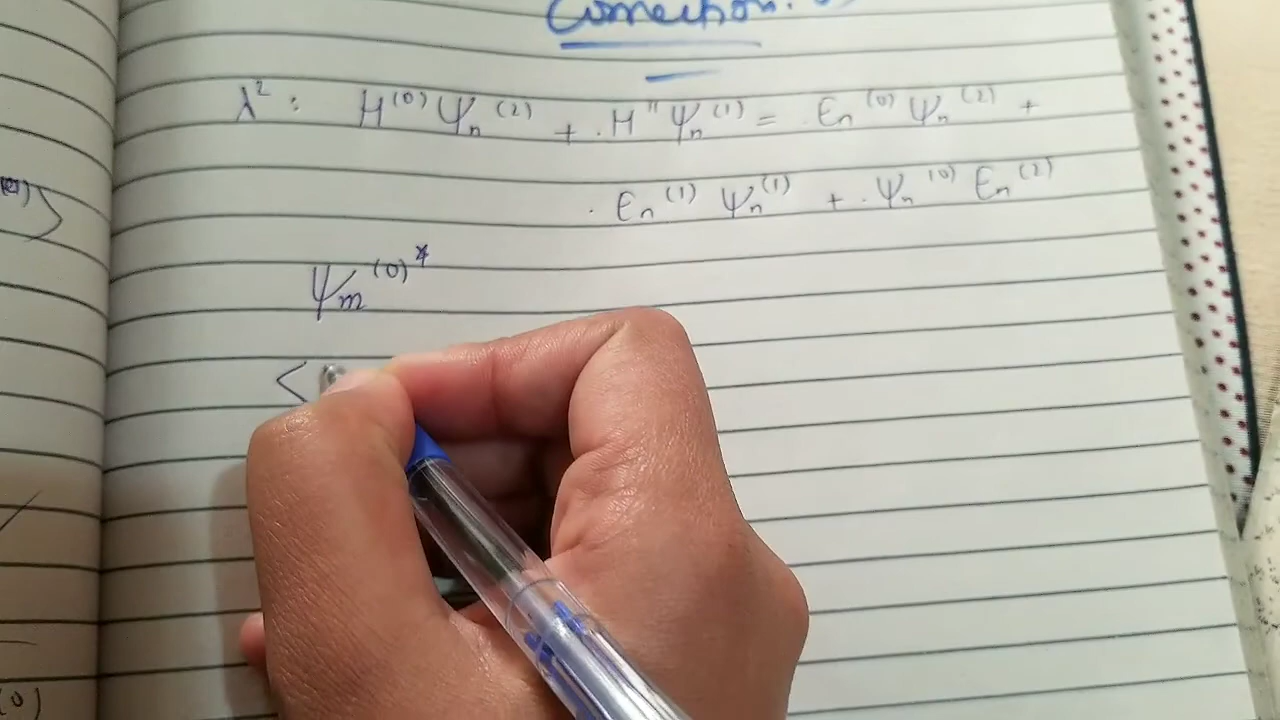 Correction.
λ² : H⁽⁰⁾ Ψₙ⁽²⁾ + . H'' Ψₙ⁽¹⁾ = . Eₙ⁽⁰⁾ Ψₙ⁽²⁾ +
. Eₙ⁽¹⁾ Ψₙ⁽¹⁾ + . Ψₙ⁽⁰⁾ Eₙ⁽²⁾
Ψₘ⁽⁰⁾*
<